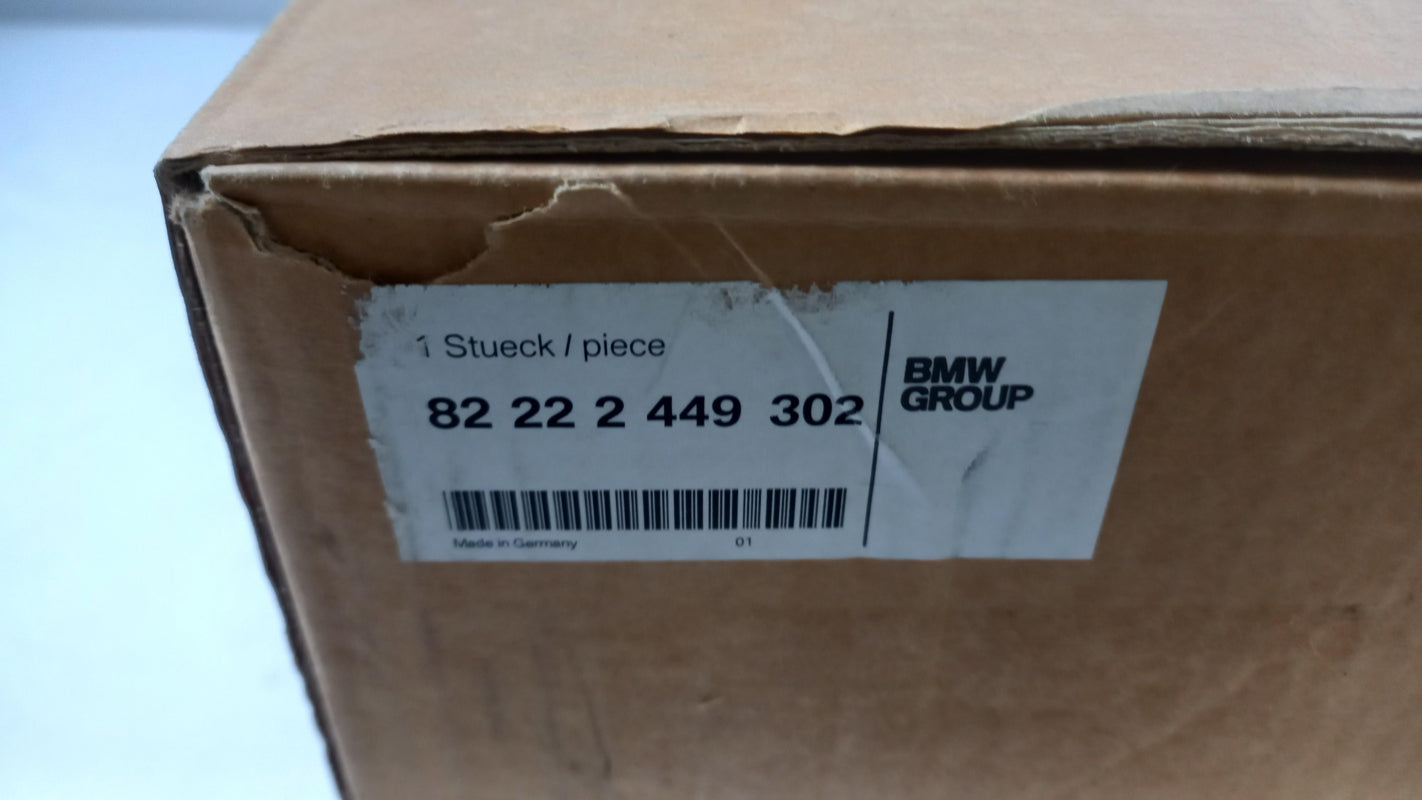 1 Stueck / piece
82 22 2 449 302
Made in Germany 01
BMW
GROUP